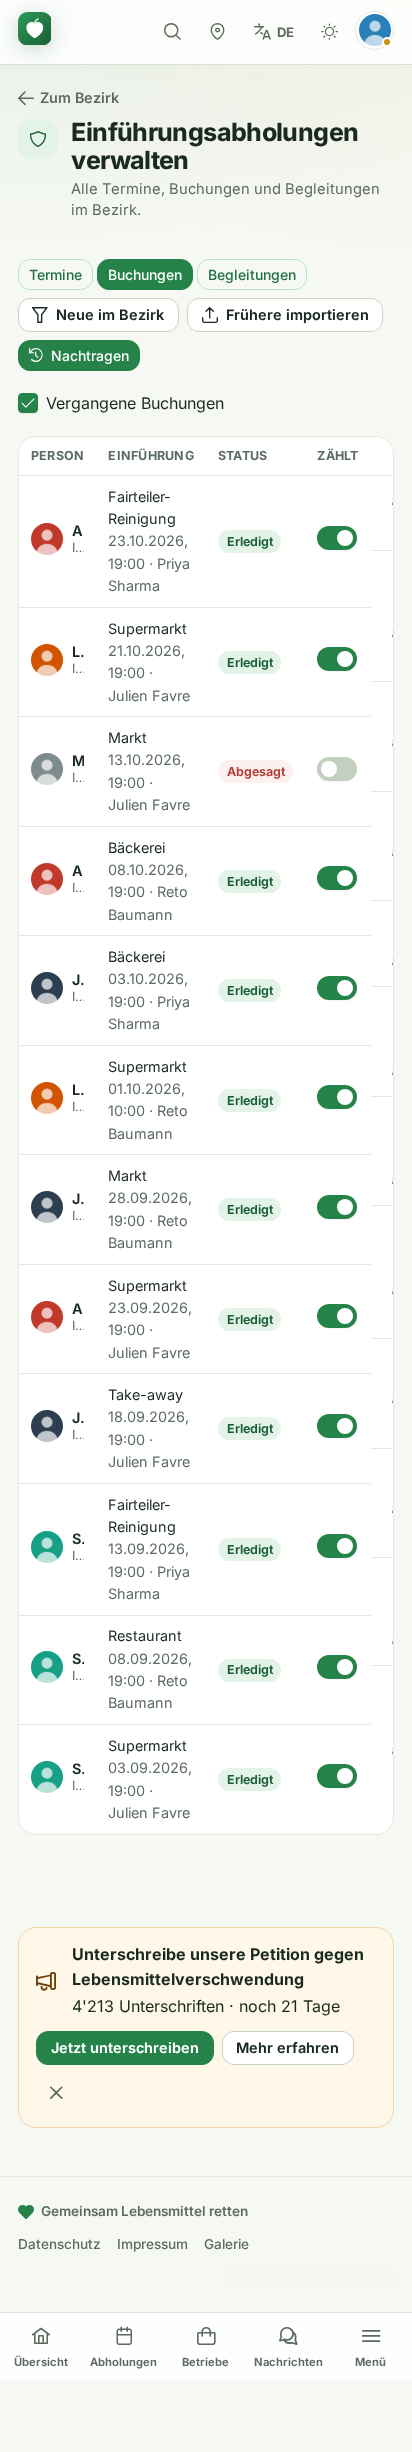 DE
Zum Bezirk
Einführungsabholungen
verwalten
Alle Termine, Buchungen und Begleitungen
im Bezirk.
Termine
Buchungen
Begleitungen
Neue im Bezirk
Frühere importieren
Nachtragen
Vergangene Buchungen
PERSON EINFÜHRUNG STATUS ZÄHLT
A
I...
Fairteiler-
Reinigung
23.10.2026,
19:00 · Priya
Sharma
Erledigt
L.
I...
Supermarkt
21.10.2026,
19:00 ·
Julien Favre
Erledigt
M
I...
Markt
13.10.2026,
19:00 ·
Julien Favre
Abgesagt
A
I...
Bäckerei
08.10.2026,
19:00 · Reto
Baumann
Erledigt
J.
I...
Bäckerei
03.10.2026,
19:00 · Priya
Sharma
Erledigt
L.
I...
Supermarkt
01.10.2026,
10:00 · Reto
Baumann
Erledigt
J.
I...
Markt
28.09.2026,
19:00 · Reto
Baumann
Erledigt
A
I...
Supermarkt
23.09.2026,
19:00 ·
Julien Favre
Erledigt
J.
I...
Take-away
18.09.2026,
19:00 ·
Julien Favre
Erledigt
S.
I...
Fairteiler-
Reinigung
13.09.2026,
19:00 · Priya
Sharma
Erledigt
S.
I...
Restaurant
08.09.2026,
19:00 · Reto
Baumann
Erledigt
S.
I...
Supermarkt
03.09.2026,
19:00 ·
Julien Favre
Erledigt
Unterschreibe unsere Petition gegen
Lebensmittelverschwendung
4'213 Unterschriften · noch 21 Tage
Jetzt unterschreiben
Mehr erfahren
Gemeinsam Lebensmittel retten
Datenschutz Impressum Galerie
Übersicht Abholungen Betriebe Nachrichten Menü